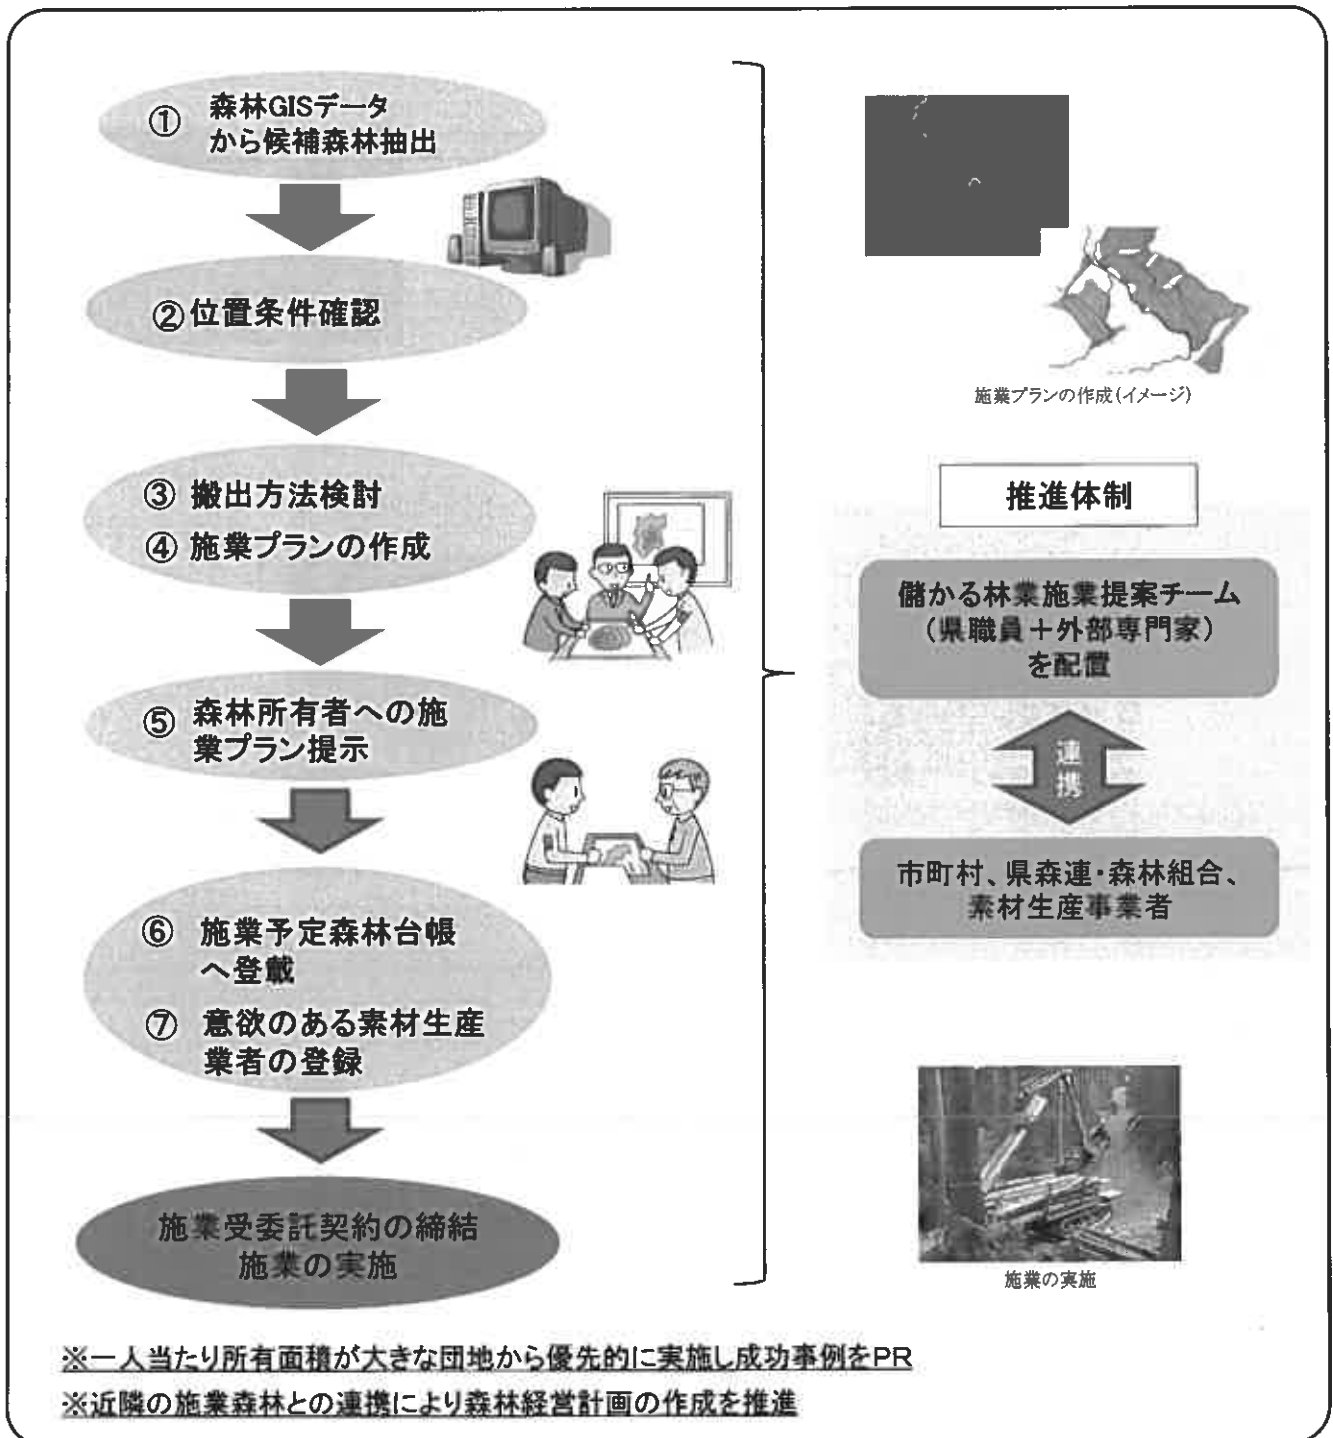 ① 森林GISデータ
から候補森林抽出
②位置条件確認
③ 搬出方法検討
④ 施業プランの作成
⑤ 森林所有者への施
業プラン提示
⑥ 施業予定森林台帳
へ登載
⑦ 意欲のある素材生産
業者の登録
施業受委託契約の締結
施業の実施
施業プランの作成(イメージ)
推進体制
儲かる林業施業提案チーム
(県職員＋外部専門家)
を配置
連
携
市町村、県森連・森林組合、
素材生産事業者
施業の実施
※一人当たり所有面積が大きな団地から優先的に実施し成功事例をPR
※近隣の施業森林との連携により森林経営計画の作成を推進